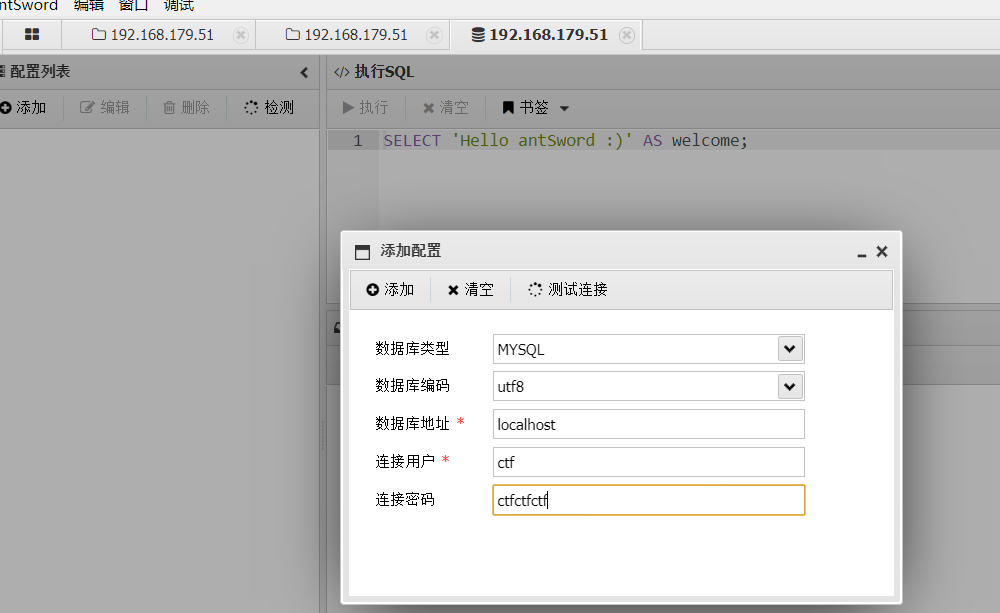 ntSword 编辑 窗口 调试
192.168.179.51 192.168.179.51 192.168.179.51
配置列表
添加 编辑 删除 检测
</> 执行SQL
执行 清空 书签
1 SELECT 'Hello antSword :)' AS welcome;
添加配置
添加 清空 测试连接
数据库类型 MYSQL
数据库编码 utf8
数据库地址 * localhost
连接用户 * ctf
连接密码 ctfctfctf